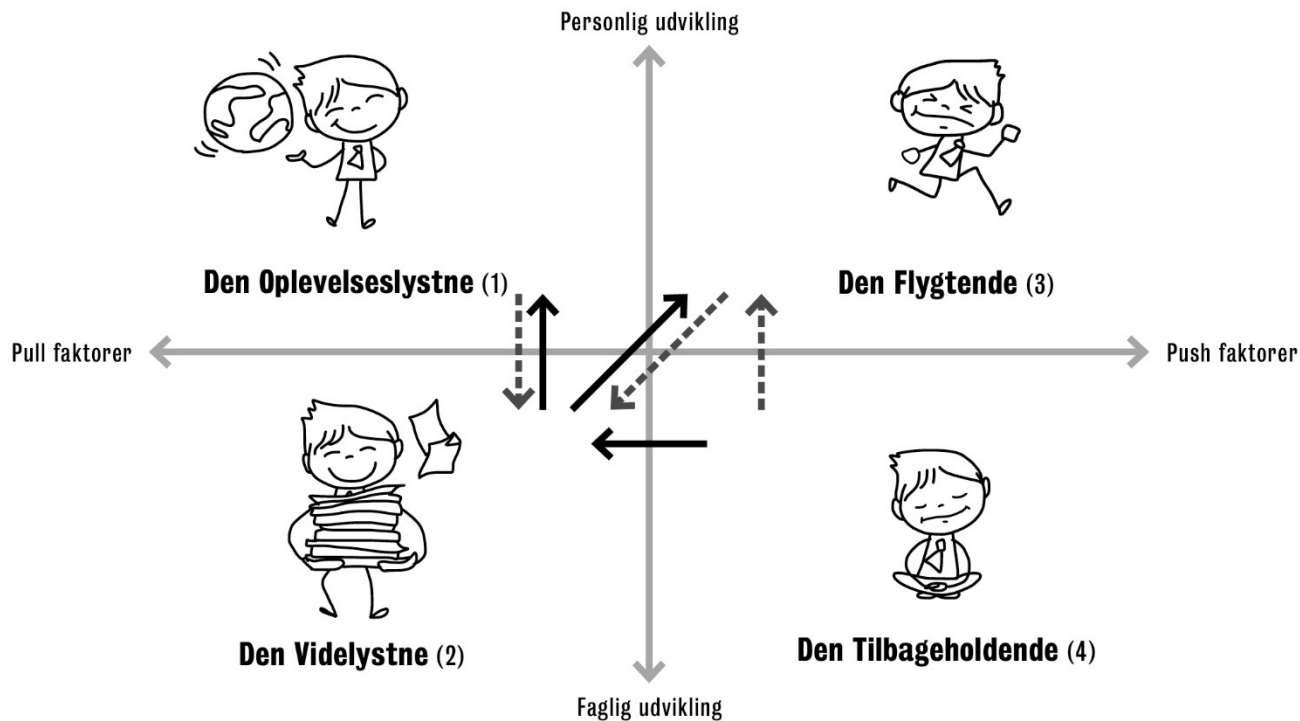 Personlig udvikling
Den Oplevelseslystne (1)
Den Flygtende (3)
Pull faktorer
Push faktorer
Den Videlystne (2)
Den Tilbageholdende (4)
Faglig udvikling